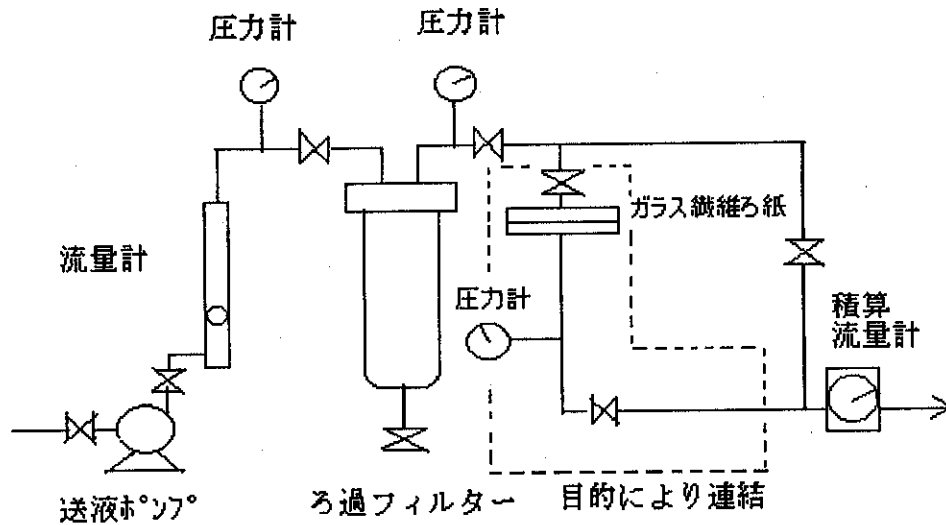 圧力計
圧力計
ガラス繊維ろ紙
流量計
圧力計
積算
流量計
送液ポンプ
ろ過フィルター
目的により連結